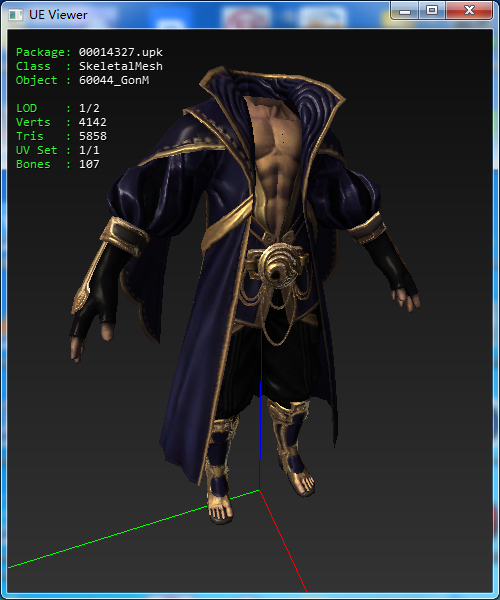 UE Viewer
Package: 00014327.upk
Class : SkeletalMesh
Object : 60044_GonM
LOD : 1/2
Verts : 4142
Tris : 5858
UV Set : 1/1
Bones : 107